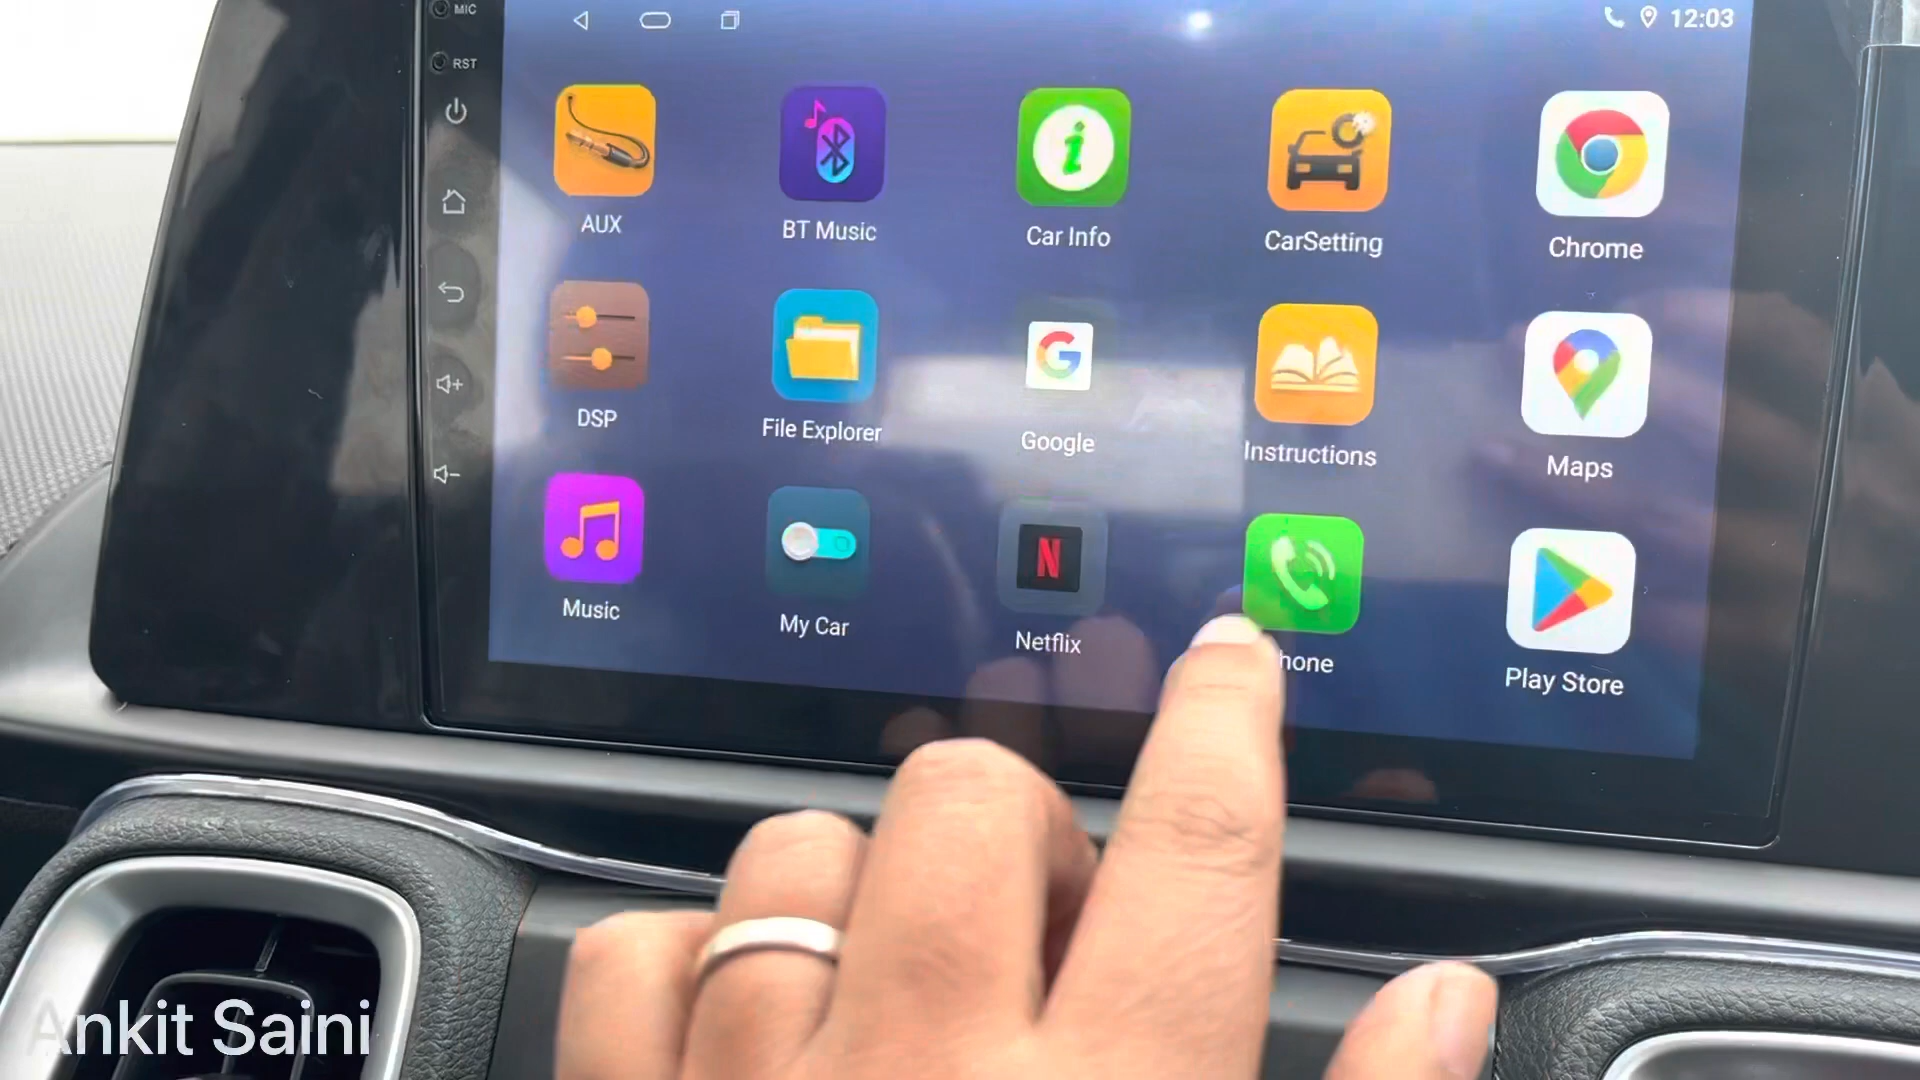 MIC
12:03
RST
AUX
BT Music
Car Info
CarSetting
Chrome
DSP
File Explorer
Google
Instructions
Maps
Music
My Car
N
Netflix
hone
Play Store
Ankit Saini